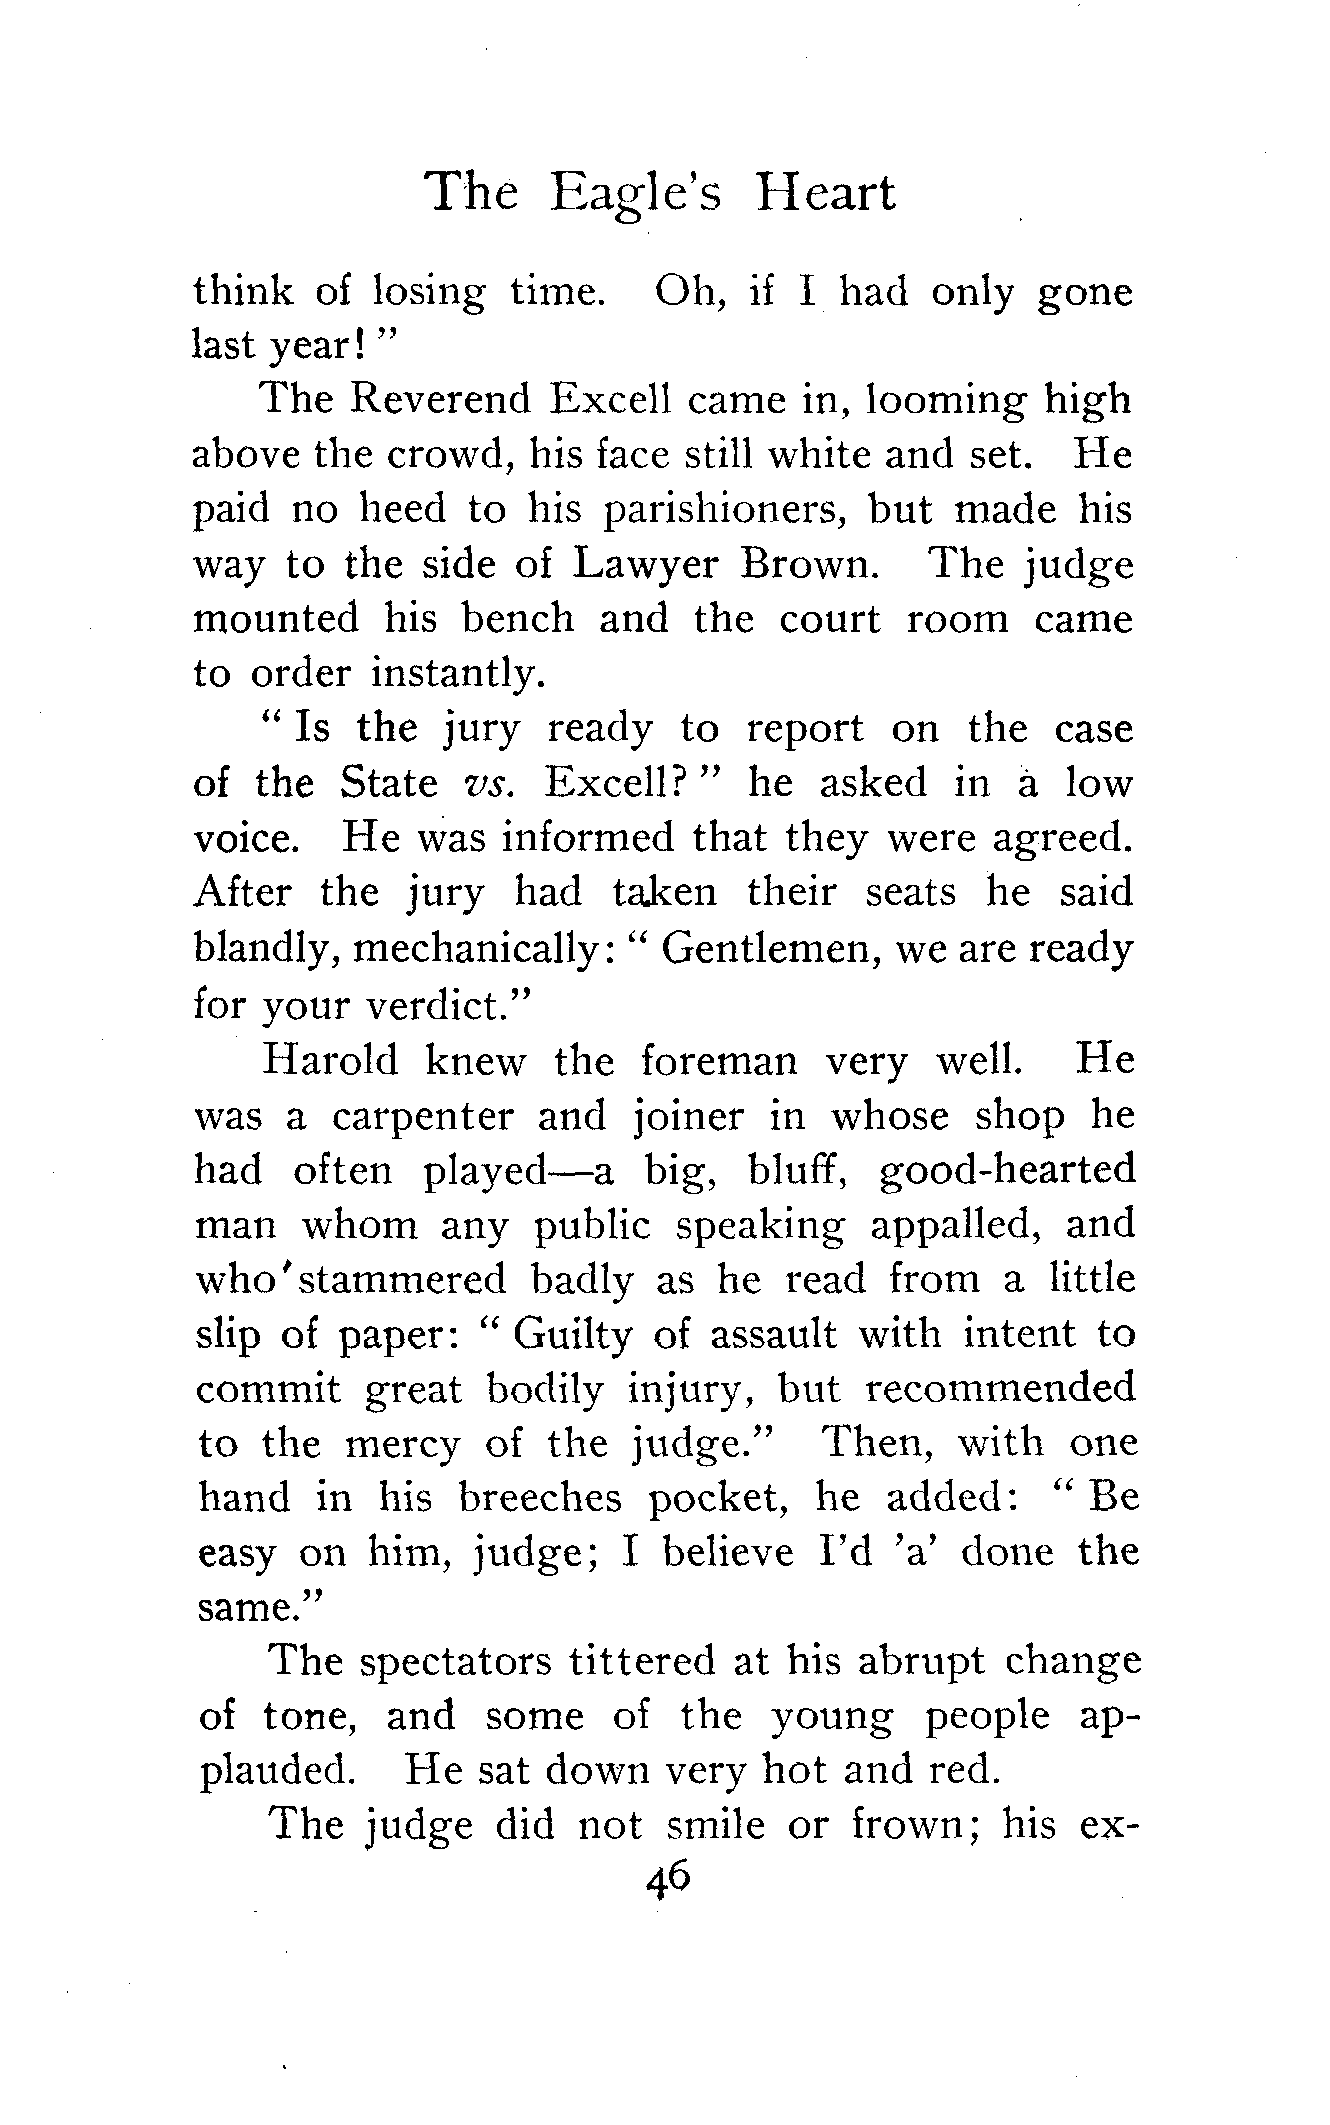 The Eagle's Heart
think of losing time. Oh, if I had only gone
last year! "
The Reverend Excell came in, looming high
above the crowd, his face still white and set. He
paid no heed to his parishioners, but made his
way to the side of Lawyer Brown. The judge
mounted his bench and the court room came
to order instantly.
" Is the jury ready to report on the case
of the State vs. Excell? " he asked in a low
voice. He was informed that they were agreed.
After the jury had taken their seats he said
blandly, mechanically: " Gentlemen, we are ready
for your verdict."
Harold knew the foreman very well. He
was a carpenter and joiner in whose shop he
had often played—a big, bluff, good-hearted
man whom any public speaking appalled, and
who stammered badly as he read from a little
slip of paper: " Guilty of assault with intent to
commit great bodily injury, but recommended
to the mercy of the judge." Then, with one
hand in his breeches pocket, he added: " Be
easy on him, judge; I believe I'd 'a' done the
same."
The spectators tittered at his abrupt change
of tone, and some of the young people ap-
plauded. He sat down very hot and red.
The judge did not smile or frown; his ex-
46